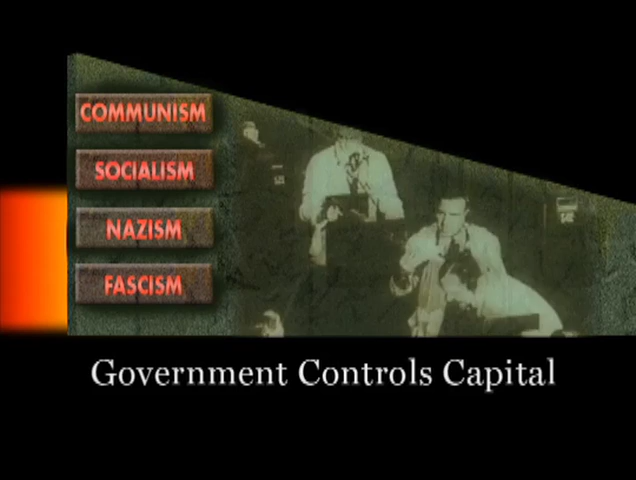 COMMUNISM
SOCIALISM
NAZISM
FASCISM
Government Controls Capital